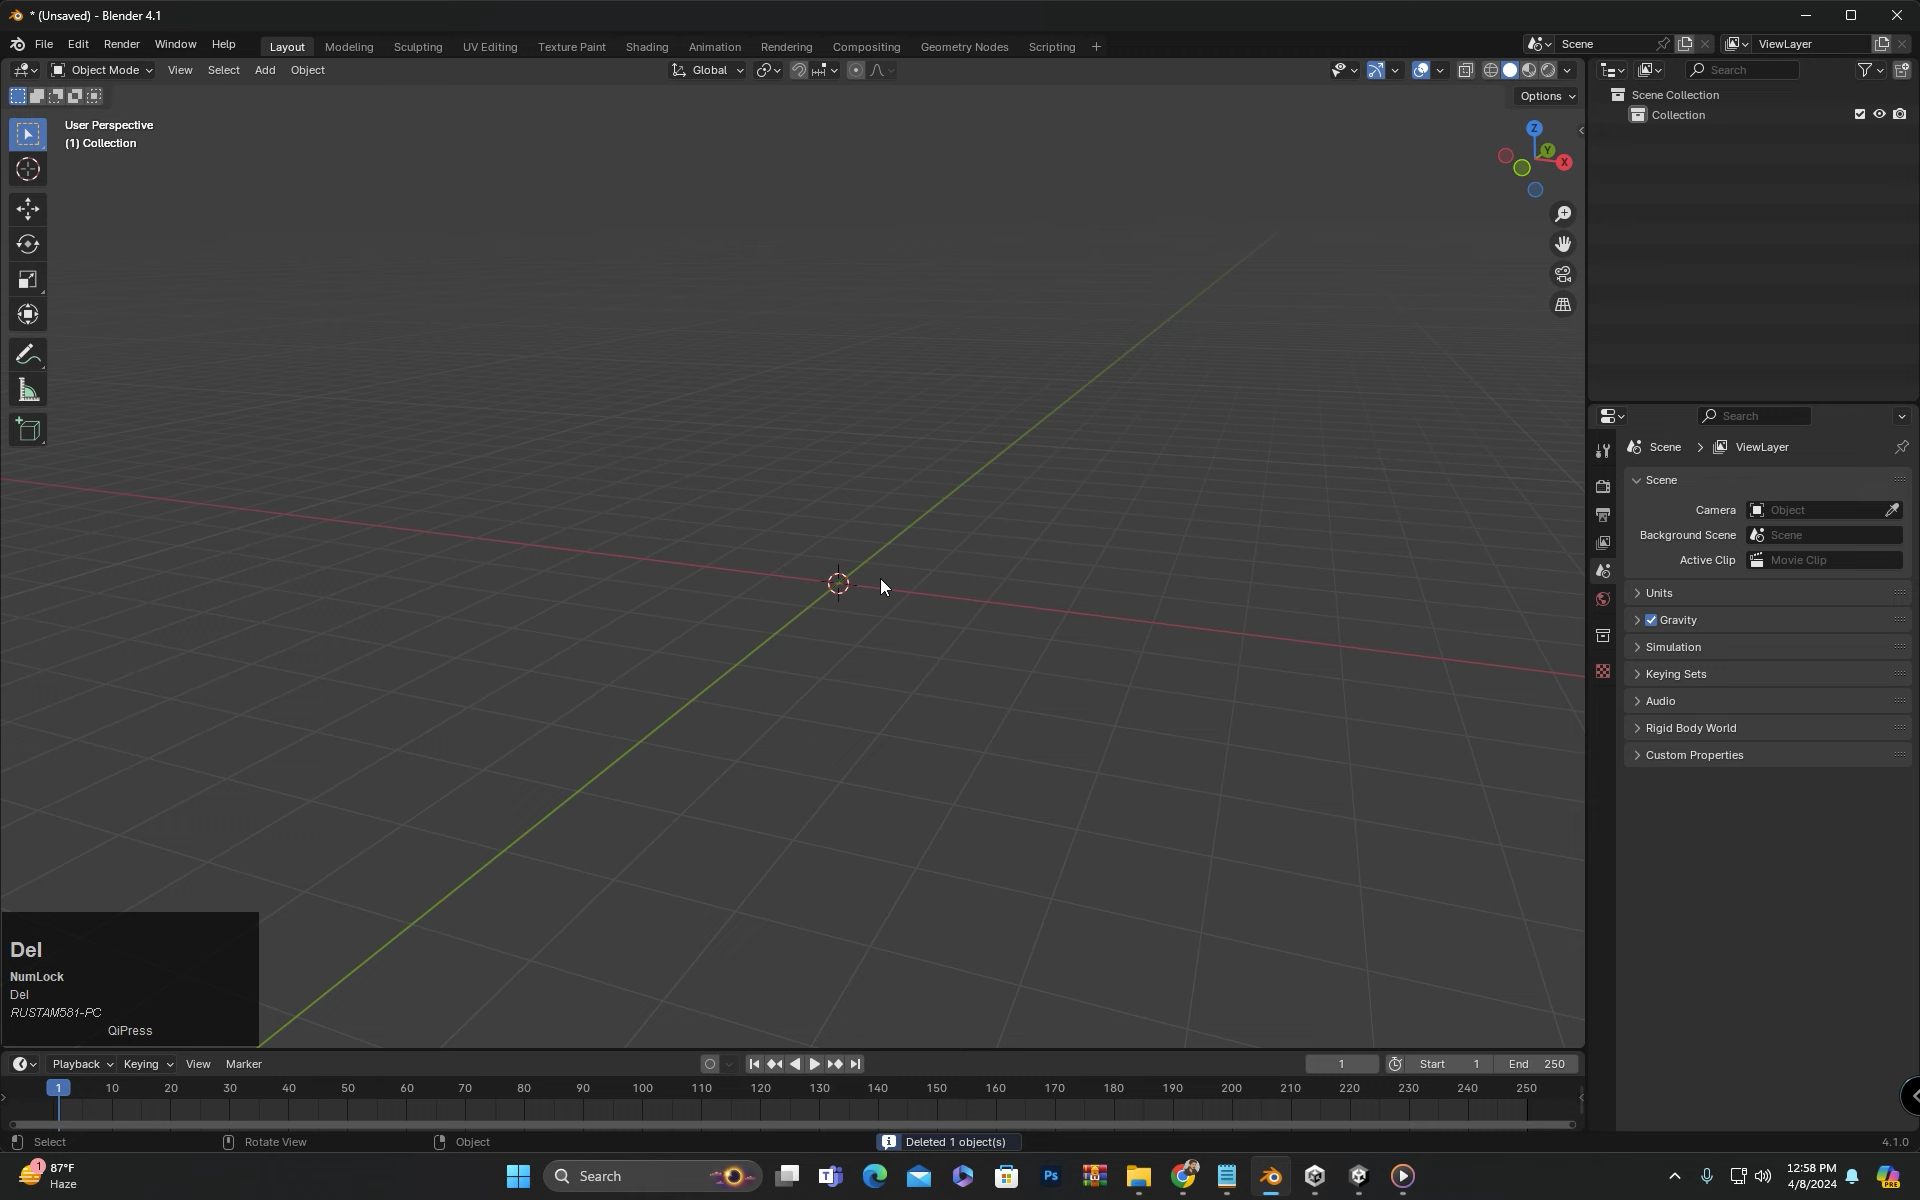 * (Unsaved) - Blender 4.1
File Edit Render Window Help Layout Modeling Sculpting UV Editing Texture Paint Shading Animation Rendering Compositing Geometry Nodes Scripting + Scene ViewLayer
Object Mode View Select Add Object Global Search
Options
User Perspective
(1) Collection
Z
Y
X
Scene Collection
Collection
Search
Scene > ViewLayer
Scene
Camera Object
Background Scene Scene
Active Clip Movie Clip
Units
Gravity
Simulation
Keying Sets
Audio
Rigid Body World
Custom Properties
Del
NumLock
Del
RUSTAM581-PC
QiPress
Playback Keying View Marker 1 Start 1 End 250
1 10 20 30 40 50 60 70 80 90 100 110 120 130 140 150 160 170 180 190 200 210 220 230 240 250
Select Rotate View Object Deleted 1 object(s) 4.1.0
1 87°F
Haze
Search
Ps
12:58 PM
4/8/2024
PRE